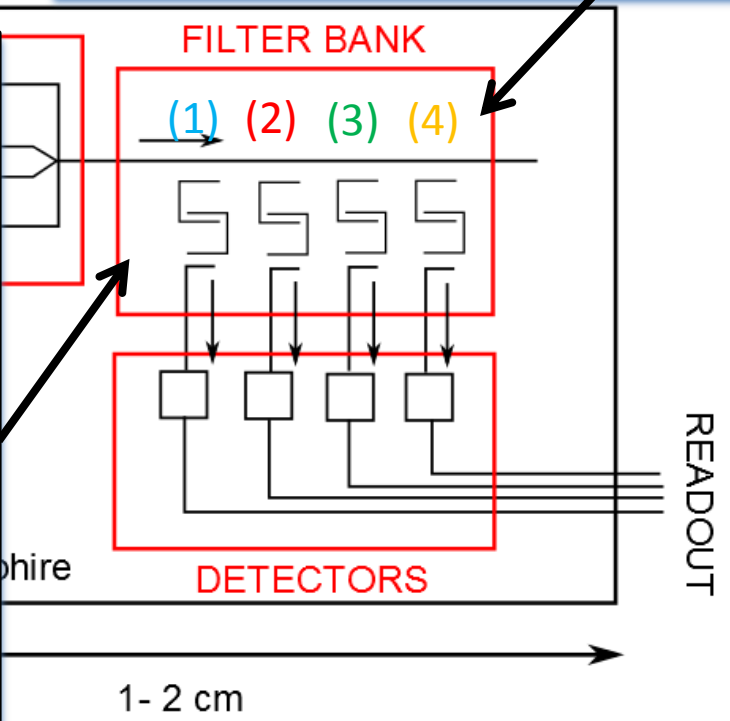 FILTER BANK
(1) (2) (3) (4)
READOUT
DETECTORS
1- 2 cm